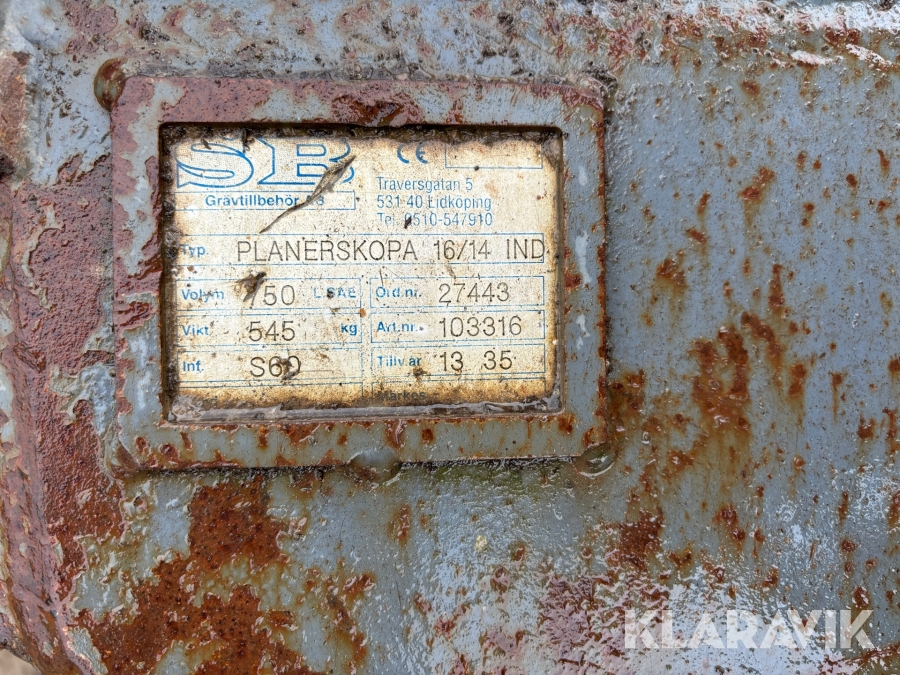 SB CE
Grävtillbehör AB
Traversgatan 5
531 40 Lidköping
Tel. 0510-547910
Typ. PLANERSKOPA 16/14 IND
Volym 750 L SAE Ord.nr. 27443
Vikt. 545 kg Art.nr. 103316
Inf. S60 Tillv.år 13 35
KLARAVIK